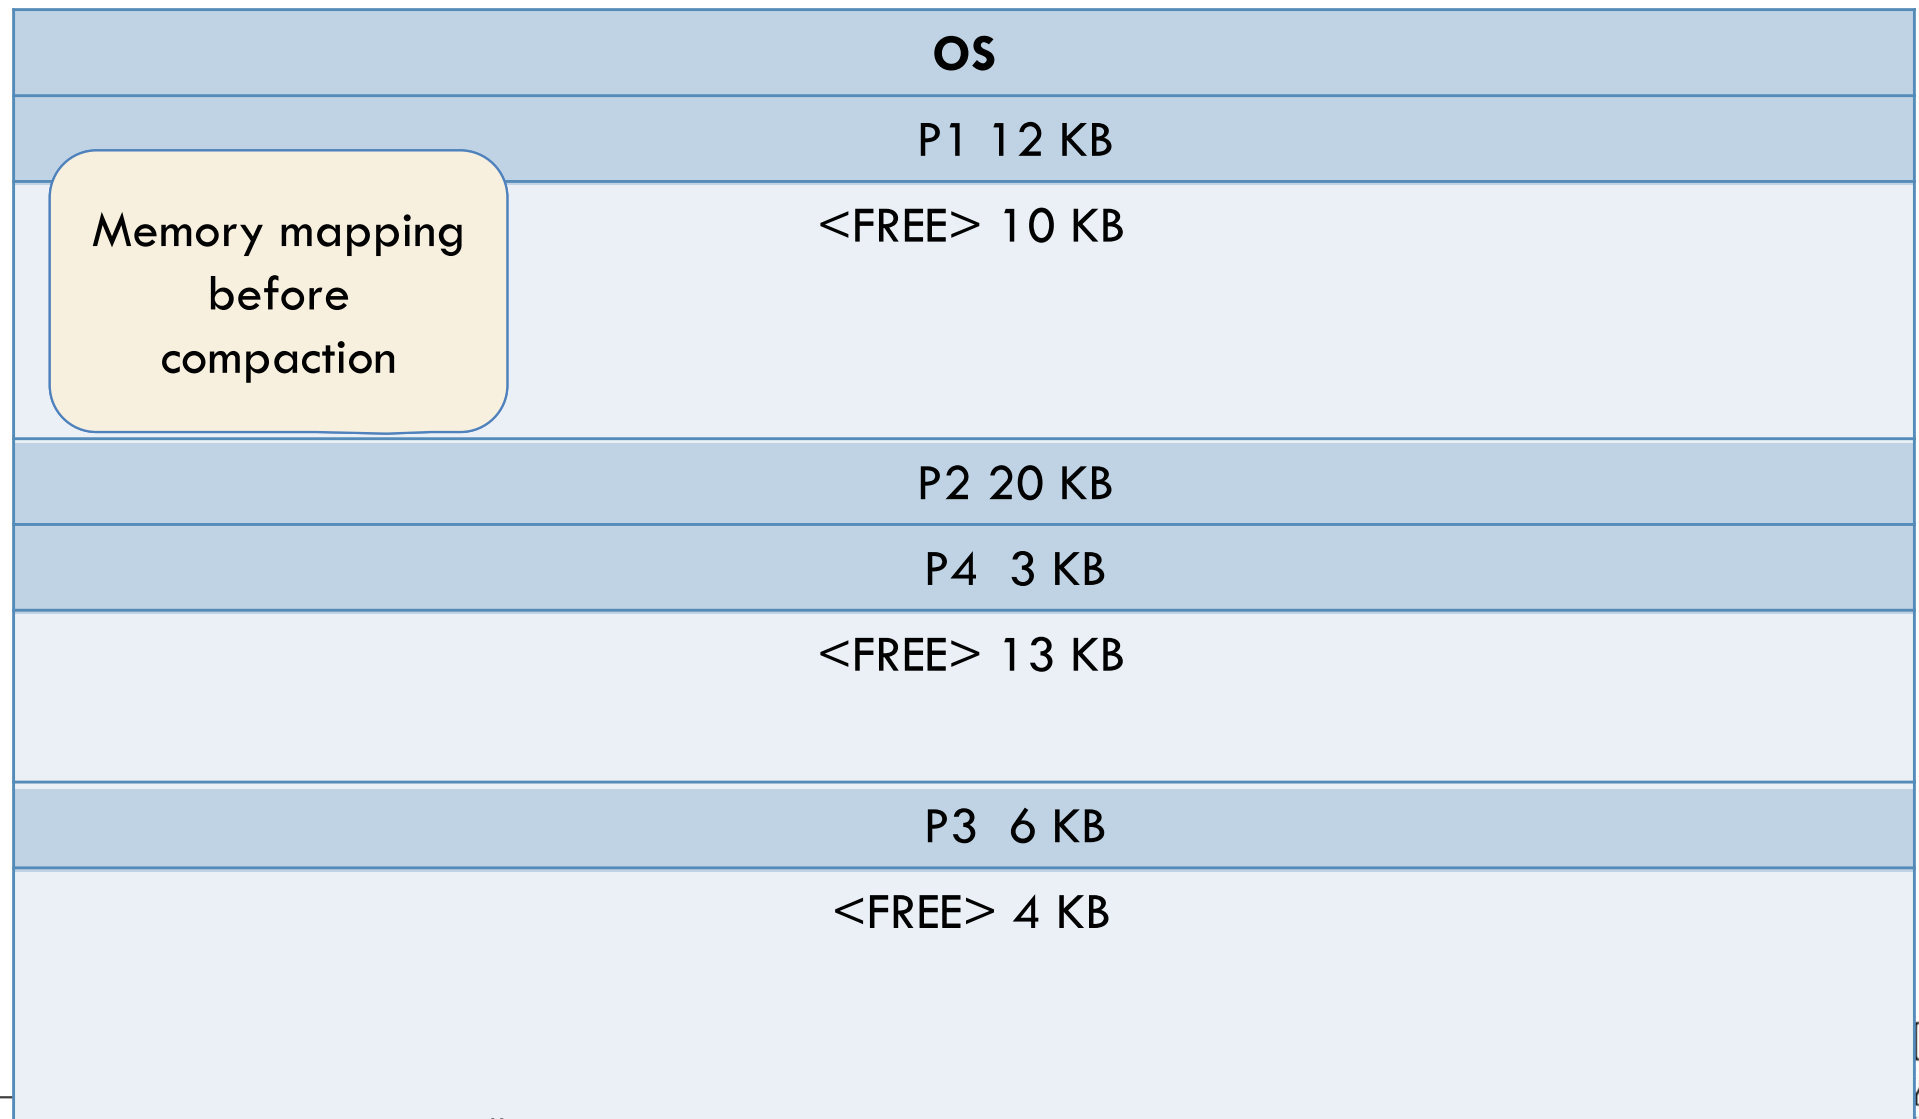 OS
P1 12 KB
Memory mapping
before
compaction
<FREE> 10 KB
P2 20 KB
P4 3 KB
<FREE> 13 KB
P3 6 KB
<FREE> 4 KB